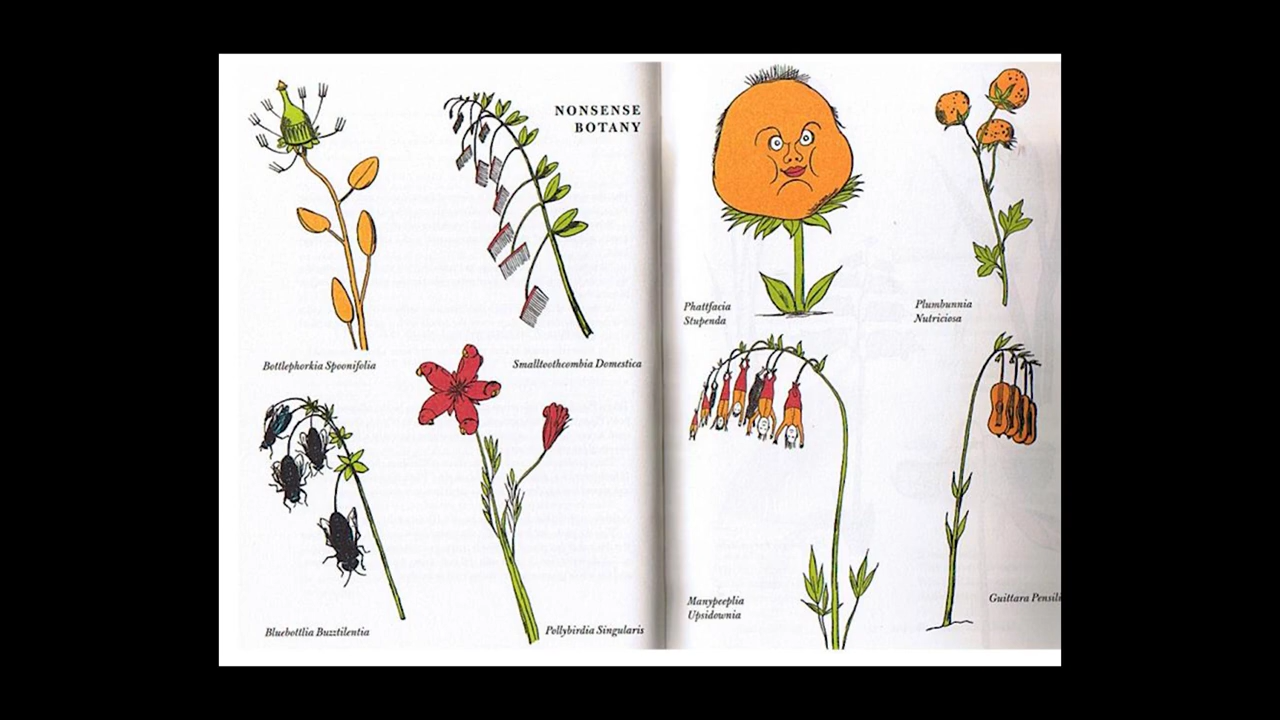 NONSENSE
BOTANY
Bottlephorkia Spoonifolia
Smalltoothcombia Domestica
Bluebottlia Buzztilentia
Pollybirdia Singularis
Phattfacia
Stupenda
Plumbunnia
Nutriciosa
Manypeeplia
Upsidownia
Guittara Pensil